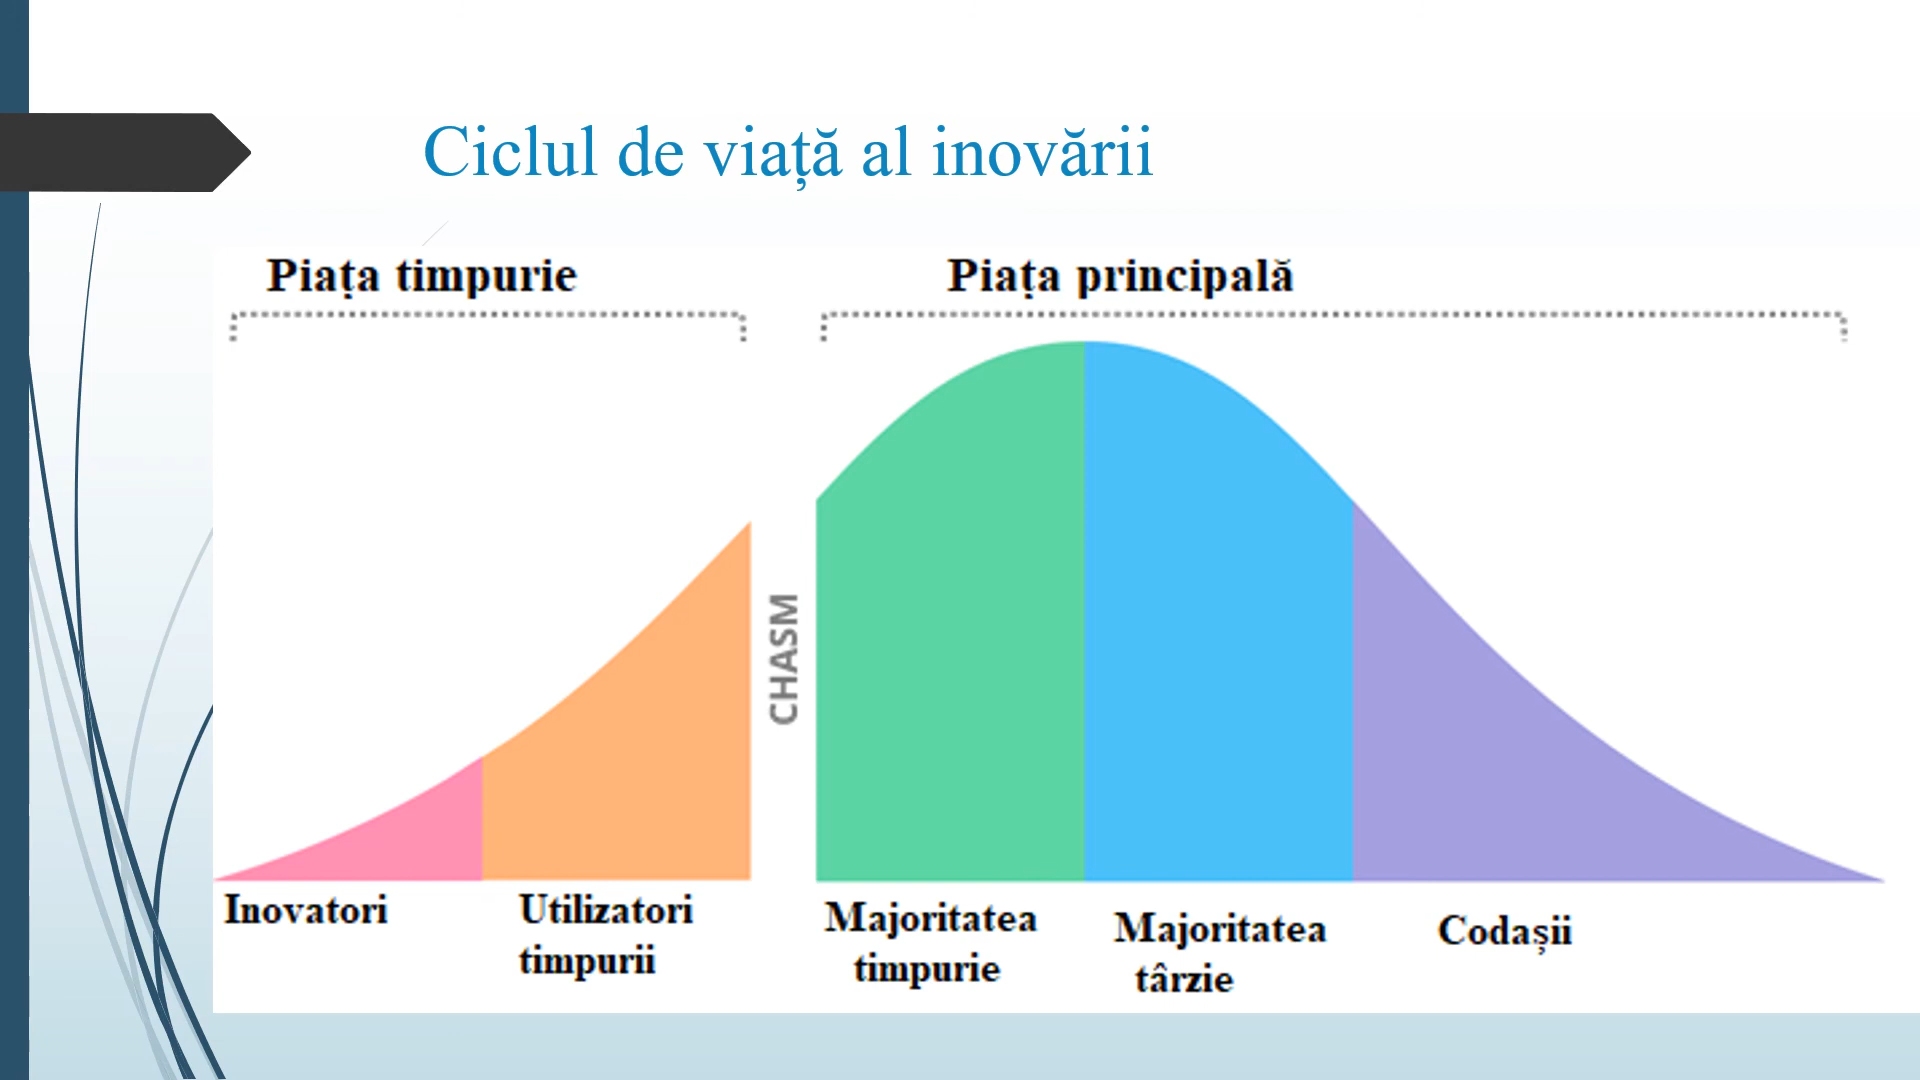 Ciclul de viață al inovării
Piața timpurie
Piața principală
CHASM
Inovatori
Utilizatori
timpurii
Majoritatea
timpurie
Majoritatea
târzie
Codașii